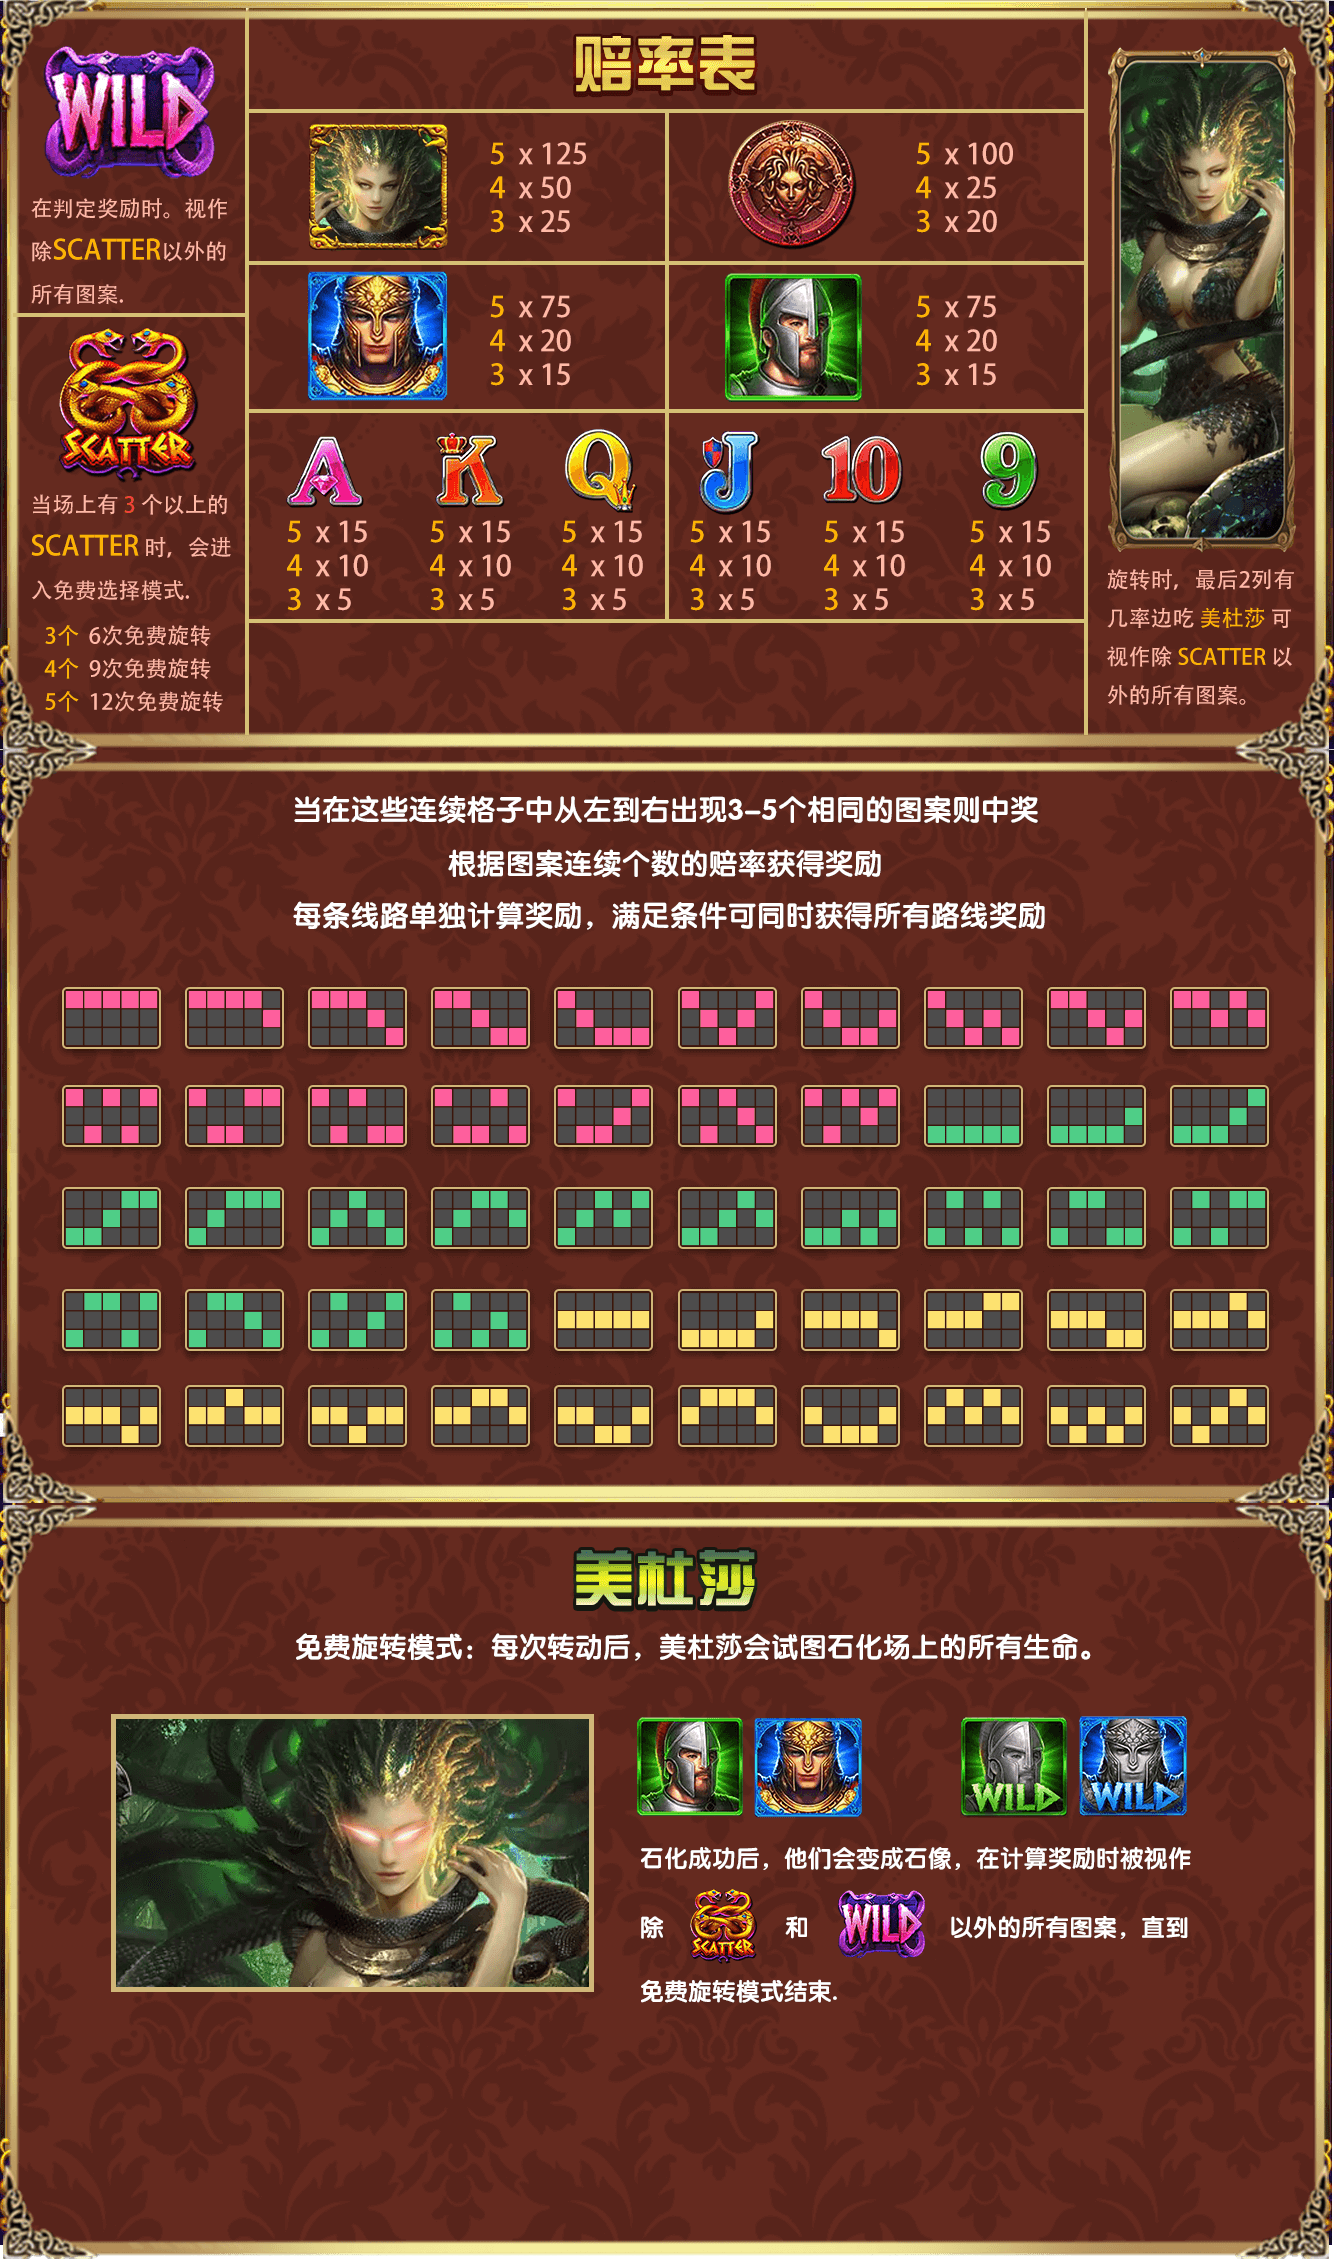 WILD
在判定奖励时。视作
除SCATTER以外的
所有图案.
SCATTER
当场上有 3 个以上的
SCATTER 时，会进
入免费选择模式.
3个 6次免费旋转
4个 9次免费旋转
5个 12次免费旋转
赔率表
5 x 125
4 x 50
3 x 25
5 x 100
4 x 25
3 x 20
5 x 75
4 x 20
3 x 15
5 x 75
4 x 20
3 x 15
A K Q J 10 9
5 x 15 5 x 15 5 x 15 5 x 15 5 x 15 5 x 15
4 x 10 4 x 10 4 x 10 4 x 10 4 x 10 4 x 10
3 x 5 3 x 5 3 x 5 3 x 5 3 x 5 3 x 5
旋转时，最后2列有
几率边吃 美杜莎 可
视作除 SCATTER 以
外的所有图案。
当在这些连续格子中从左到右出现3-5个相同的图案则中奖
根据图案连续个数的赔率获得奖励
每条线路单独计算奖励，满足条件可同时获得所有路线奖励
美杜莎
免费旋转模式：每次转动后，美杜莎会试图石化场上的所有生命。
WILD WILD
石化成功后，他们会变成石像，在计算奖励时被视作
除 SCATTER 和 WILD 以外的所有图案，直到
免费旋转模式结束.